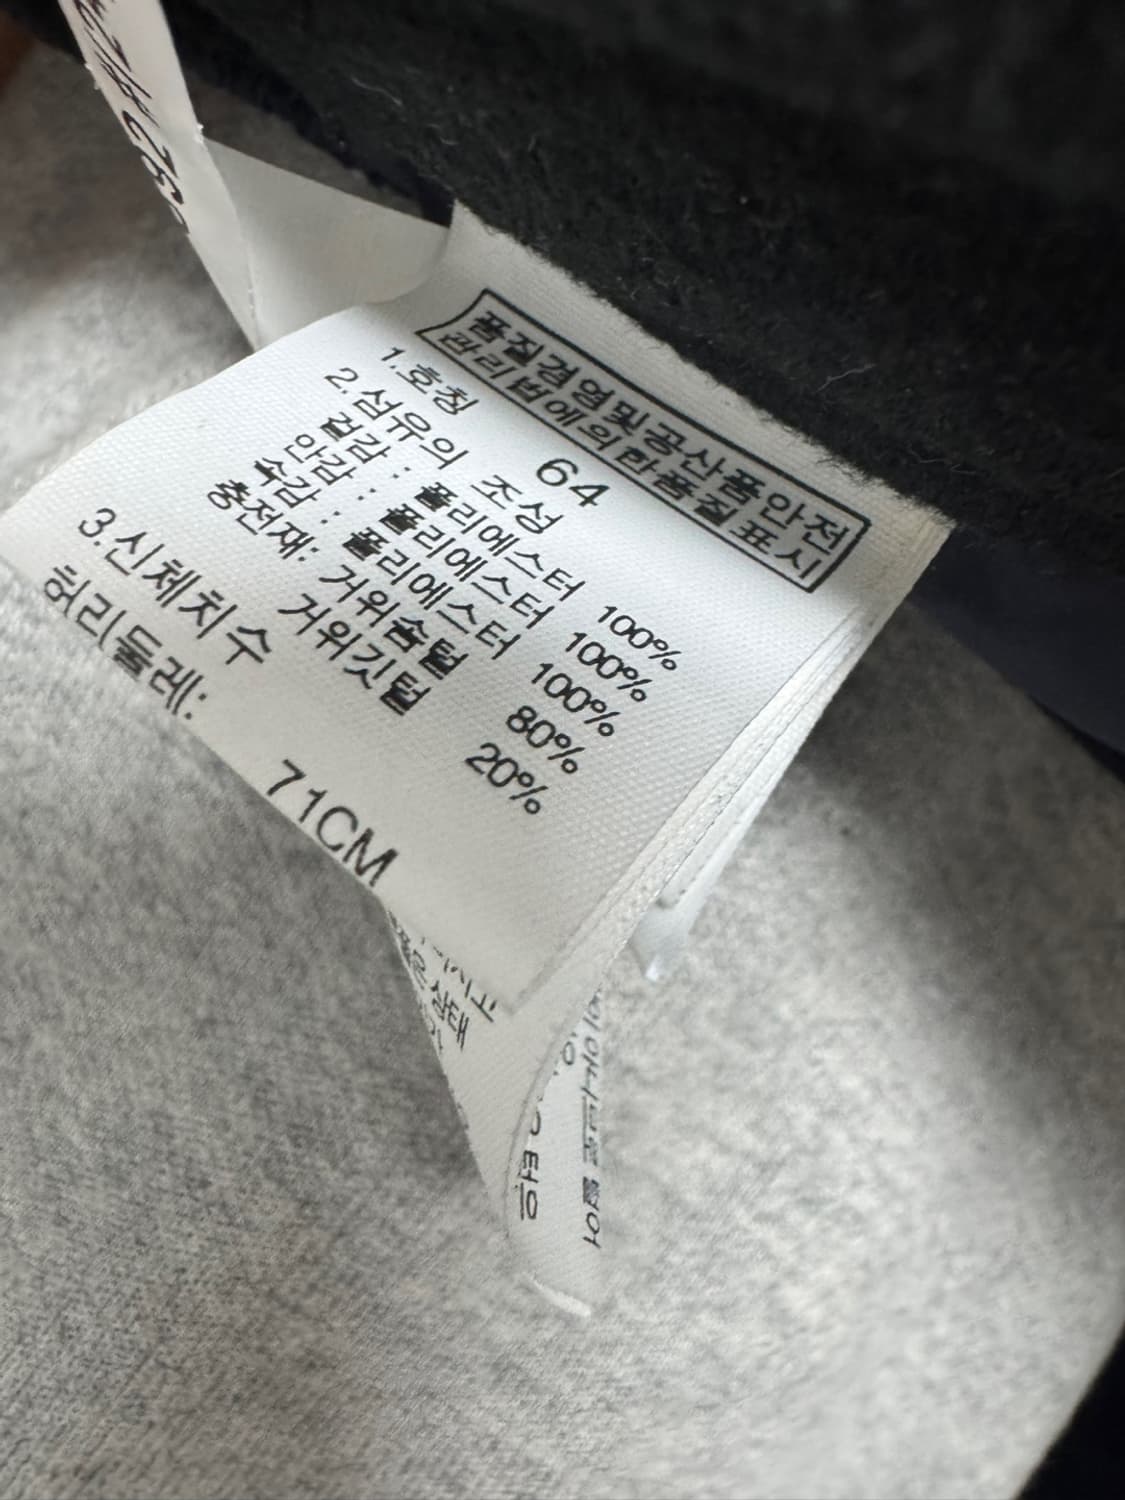 품질경영및공산품안전
관리법에의한품질표시
1.호칭 64
2.섬유의 조성
겉감 : 폴리에스터 100%
안감 : 폴리에스터 100%
속감 : 폴리에스터 100%
충전재: 거위솜털 80%
거위깃털 20%
3.신체치수
허리둘레: 71CM
상태